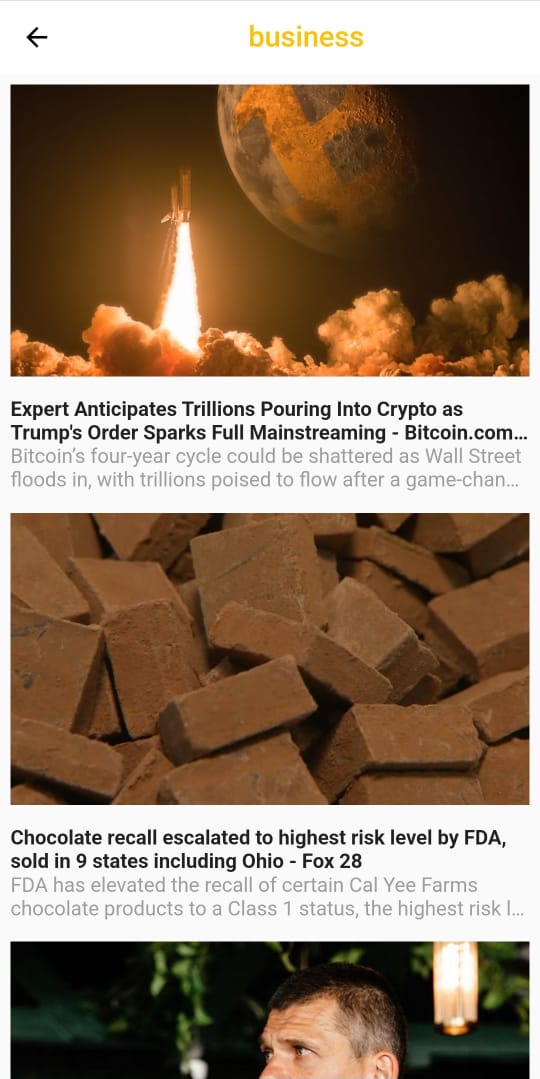 business
Expert Anticipates Trillions Pouring Into Crypto as
Trump's Order Sparks Full Mainstreaming - Bitcoin.com…
Bitcoin’s four-year cycle could be shattered as Wall Street
floods in, with trillions poised to flow after a game-chan…
Chocolate recall escalated to highest risk level by FDA,
sold in 9 states including Ohio - Fox 28
FDA has elevated the recall of certain Cal Yee Farms
chocolate products to a Class 1 status, the highest risk l…